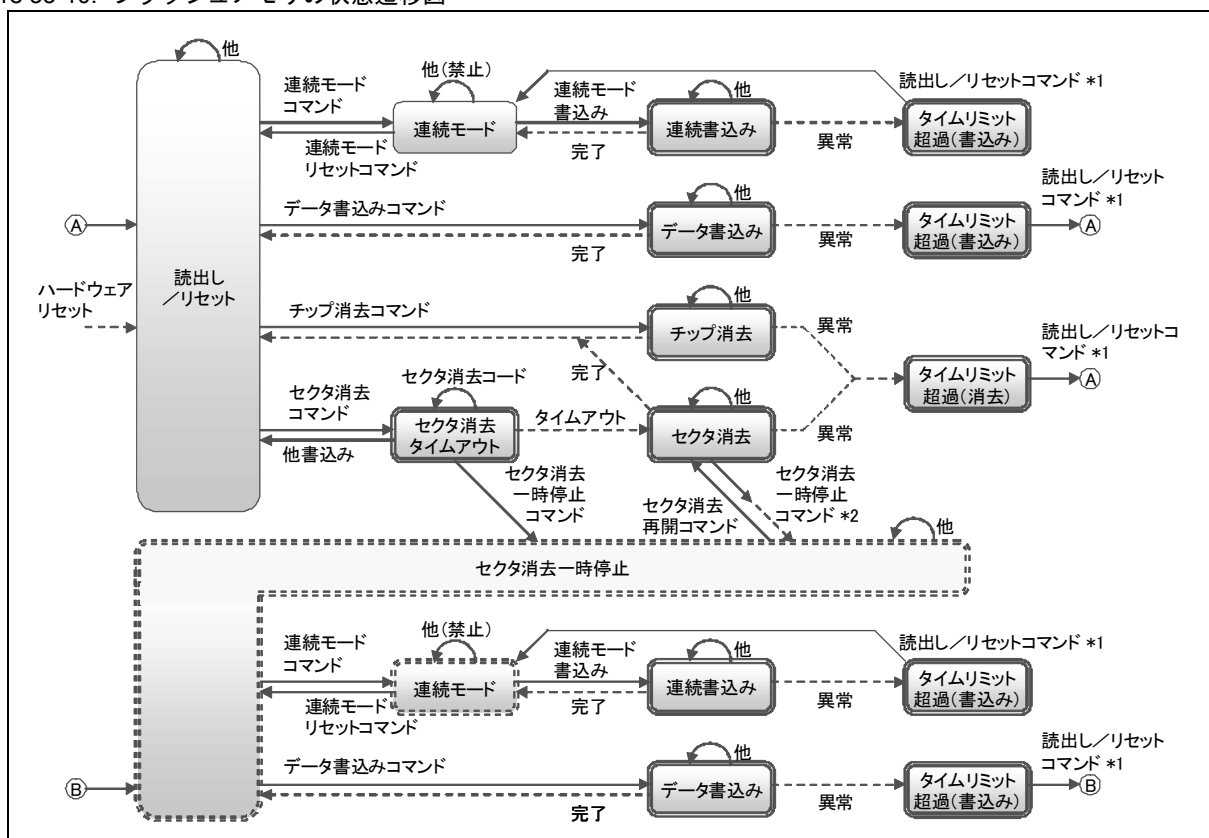 フラッシュメモリの状態遷移図
他
連続モード
コマンド
他(禁止)
連続モード
書込み
他
読出し／リセットコマンド *1
連続モード
連続書込み
タイムリミット
超過(書込み)
連続モード
リセットコマンド
完了
異常
読出し／リセット
コマンド *1
データ書込みコマンド
他
Ⓐ
データ書込み
タイムリミット
超過(書込み)
Ⓐ
完了
異常
読出し
／リセット
ハードウェア
リセット
チップ消去コマンド
他
チップ消去
異常
読出し／リセットコ
マンド *1
完了
タイムリミット
超過(消去)
Ⓐ
セクタ消去コード
セクタ消去
コマンド
他
タイムアウト
セクタ消去
タイムアウト
セクタ消去
異常
他書込み
セクタ消去
一時停止
コマンド
セクタ消去
再開コマンド
セクタ消去
一時停止
コマンド *2
他
セクタ消去一時停止
連続モード
コマンド
他(禁止)
連続モード
書込み
他
読出し／リセットコマンド *1
連続モード
連続書込み
タイムリミット
超過(書込み)
連続モード
リセットコマンド
完了
異常
読出し／リセット
コマンド *1
データ書込みコマンド
他
Ⓑ
データ書込み
タイムリミット
超過(書込み)
Ⓑ
完了
異常